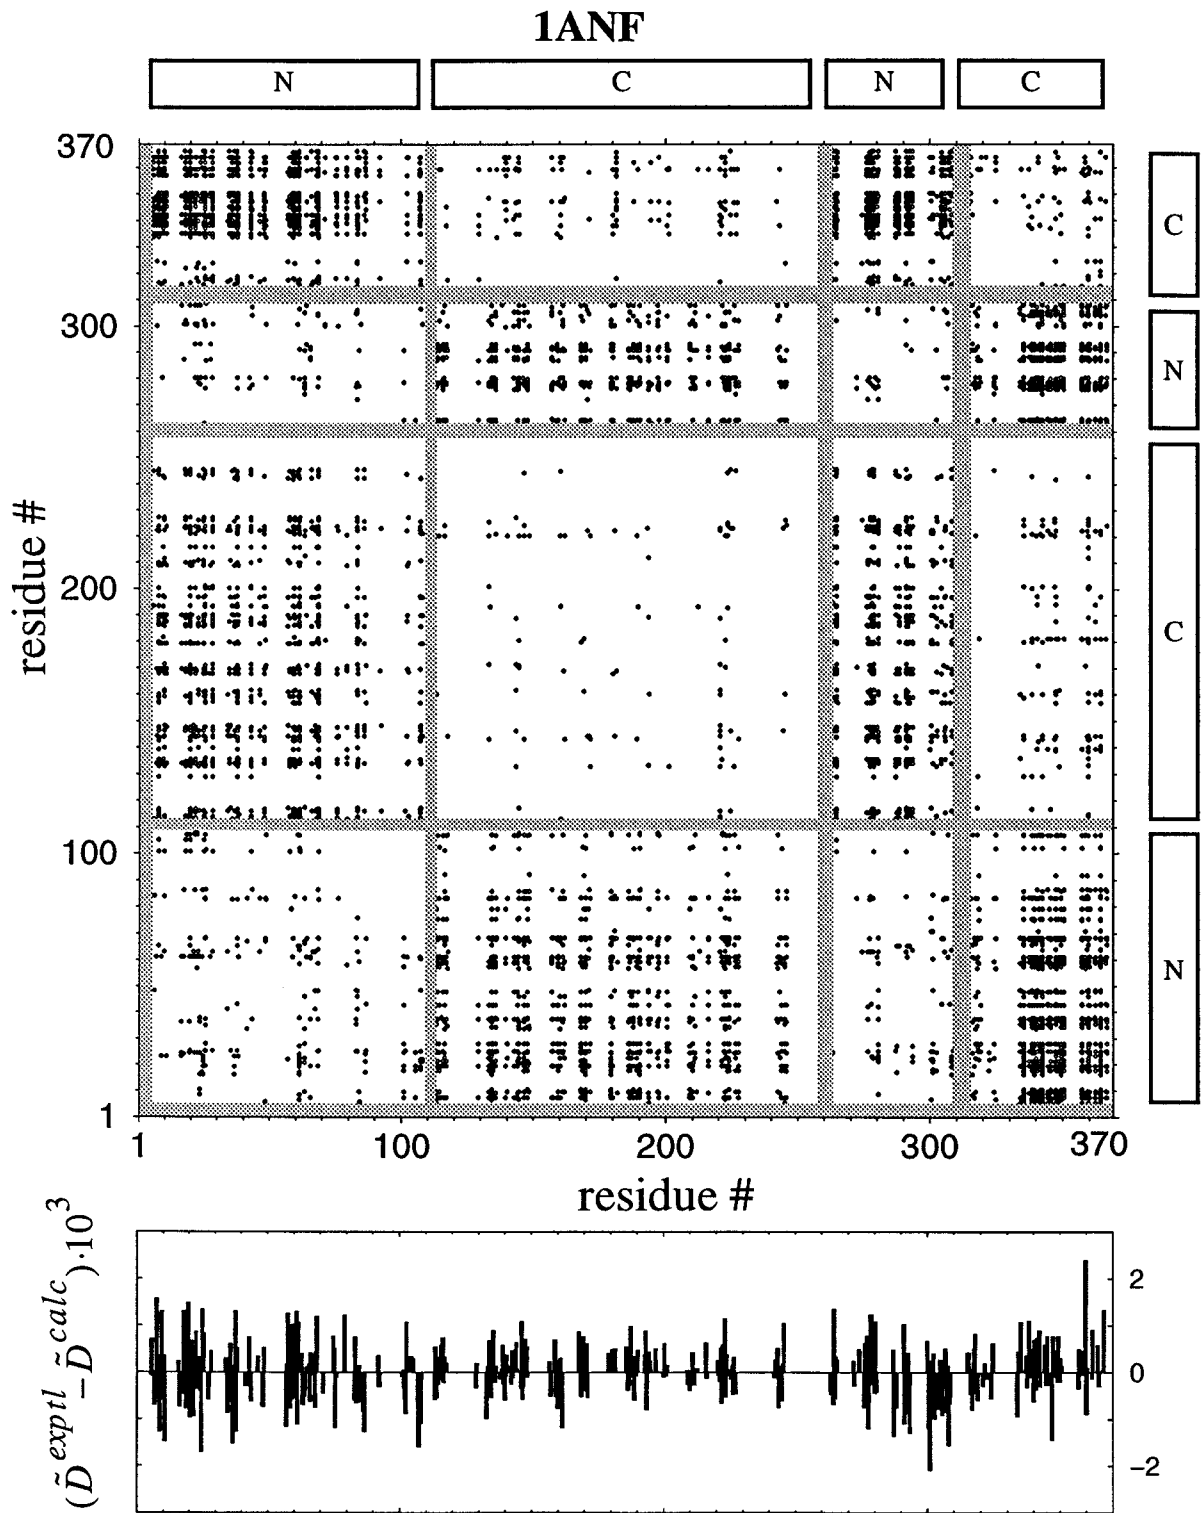 1ANF
N C N C
370
300
200
100
1
residue #
C
N
C
N
1 100 200 300 370
residue #
(D̃^exptl − D̃^calc)·10^3
2
0
−2